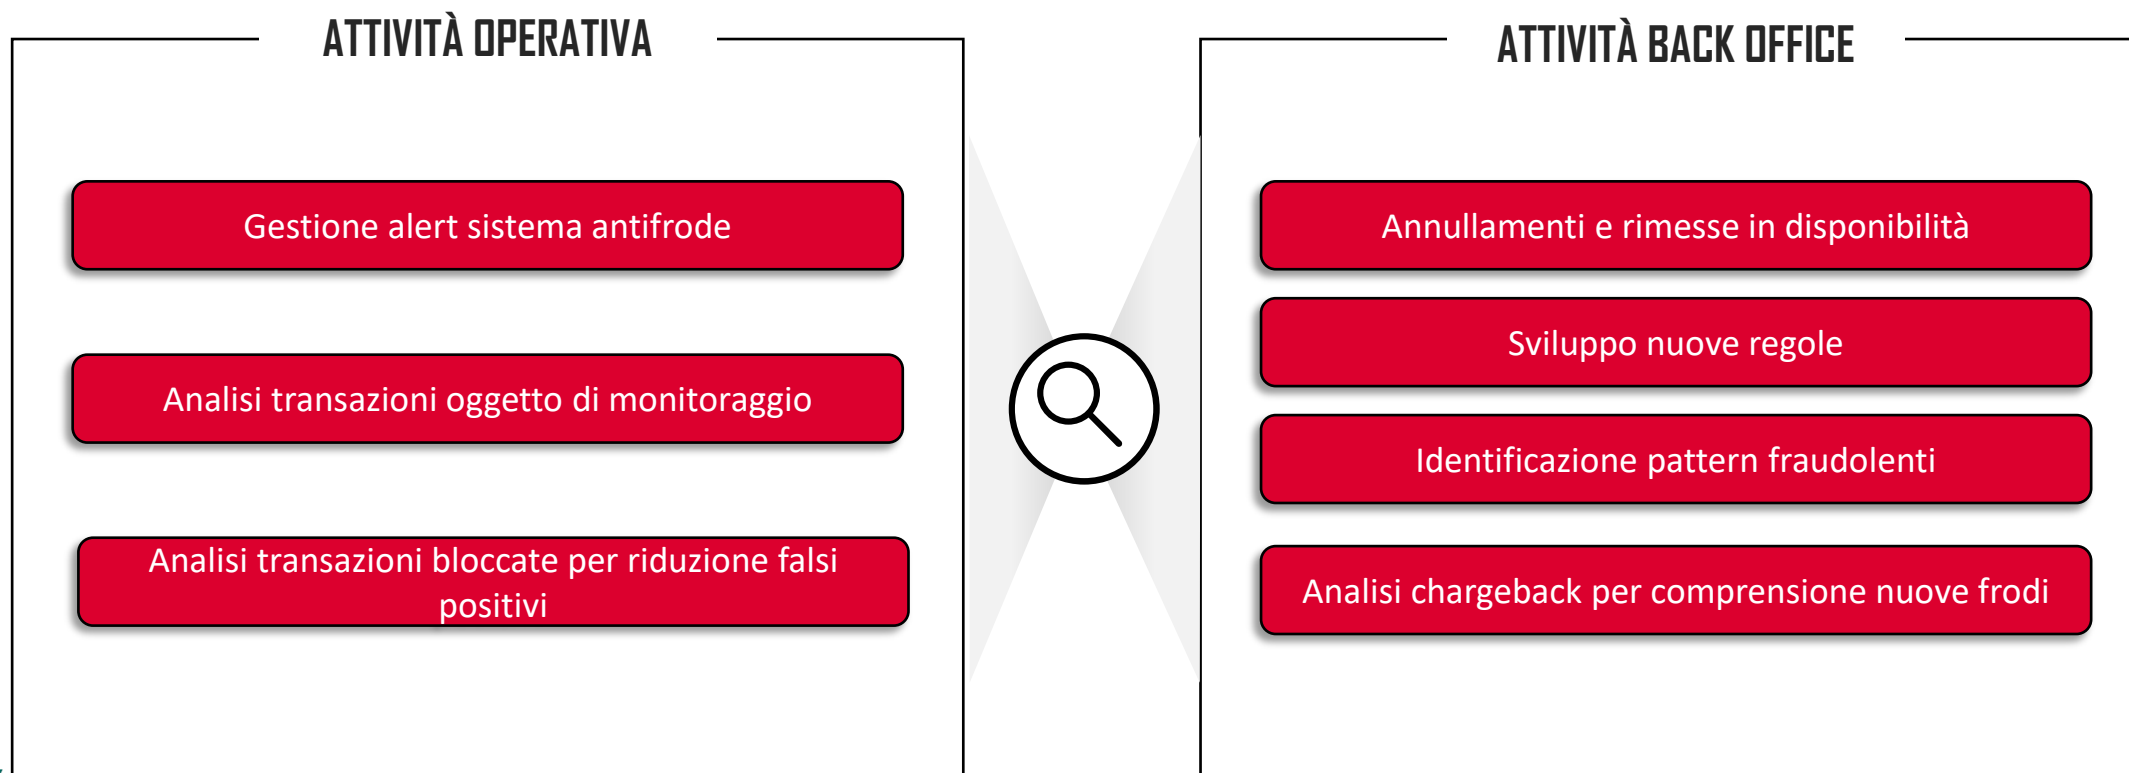 ATTIVITÀ OPERATIVA
Gestione alert sistema antifrode
Analisi transazioni oggetto di monitoraggio
Analisi transazioni bloccate per riduzione falsi
positivi
ATTIVITÀ BACK OFFICE
Annullamenti e rimesse in disponibilità
Sviluppo nuove regole
Identificazione pattern fraudolenti
Analisi chargeback per comprensione nuove frodi